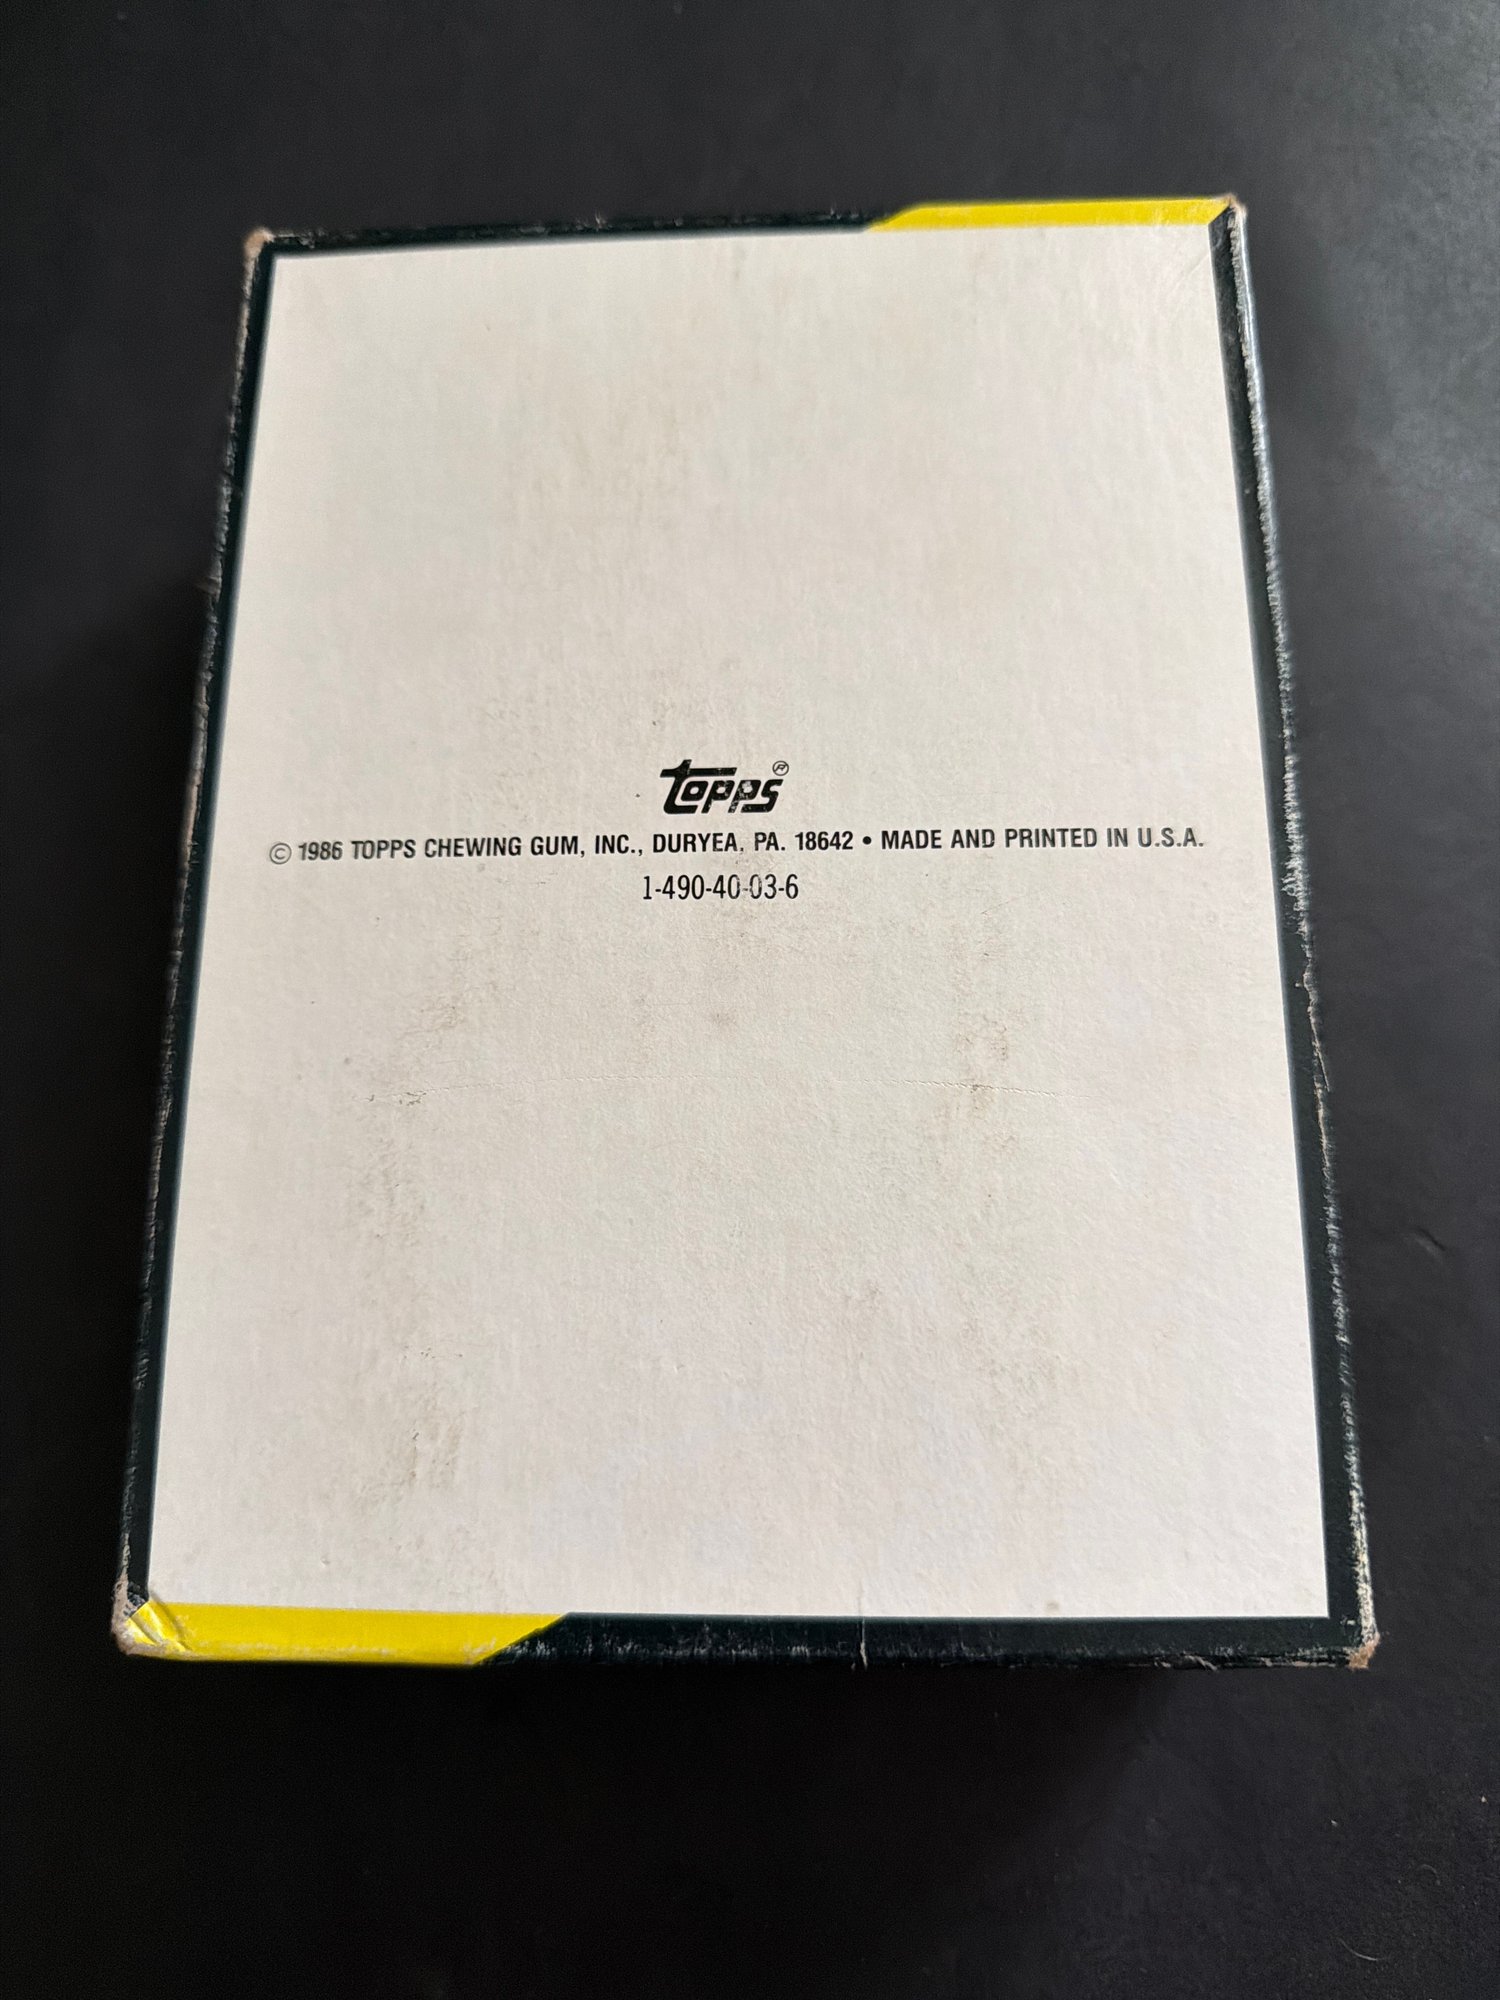 topps®
© 1986 TOPPS CHEWING GUM, INC., DURYEA, PA. 18642 • MADE AND PRINTED IN U.S.A.
1-490-40-03-6